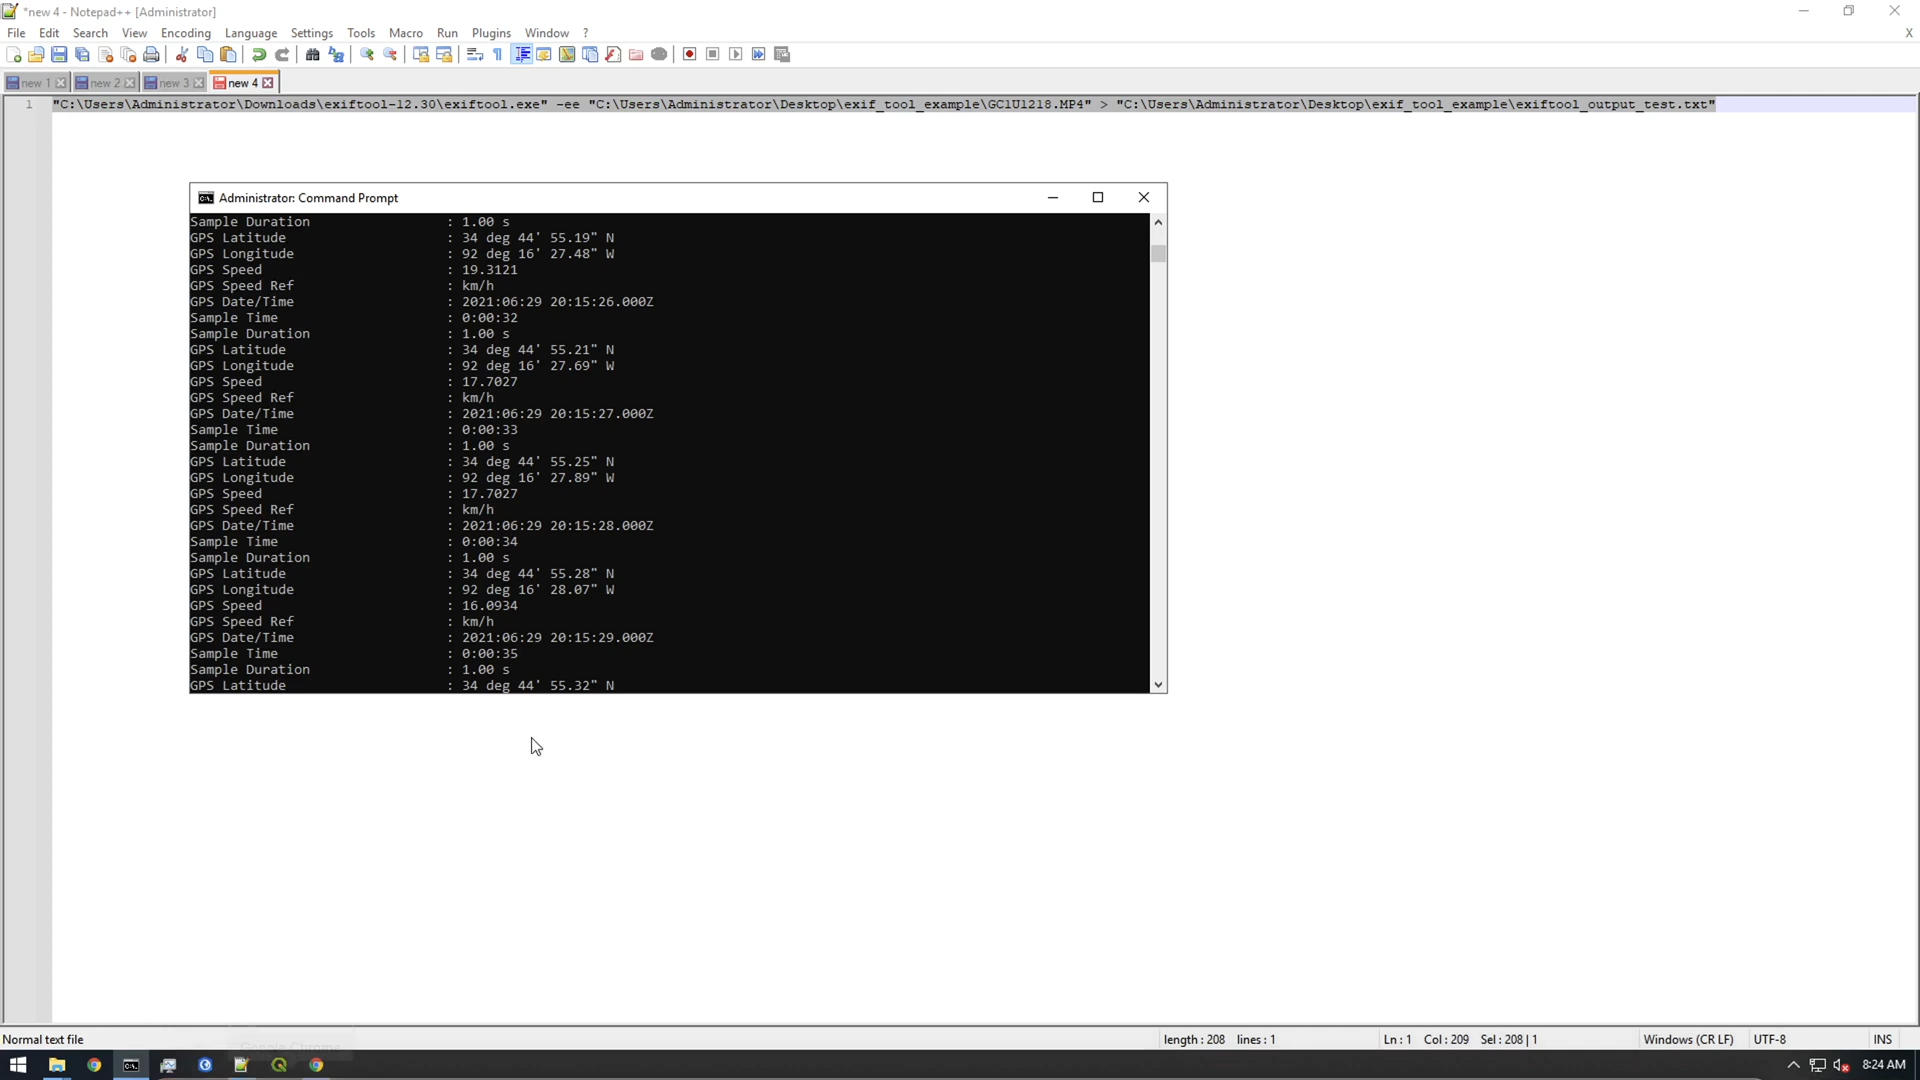 *new 4 - Notepad++ [Administrator]
File Edit Search View Encoding Language Settings Tools Macro Run Plugins Window ? X
new 1 new 2 new 3 new 4
1 "C:\Users\Administrator\Downloads\exiftool-12.30\exiftool.exe" -ee "C:\Users\Administrator\Desktop\exif_tool_example\GC1U1218.MP4" > "C:\Users\Administrator\Desktop\exif_tool_example\exiftool_output_test.txt"
Administrator: Command Prompt
Sample Duration : 1.00 s
GPS Latitude : 34 deg 44' 55.19" N
GPS Longitude : 92 deg 16' 27.48" W
GPS Speed : 19.3121
GPS Speed Ref : km/h
GPS Date/Time : 2021:06:29 20:15:26.000Z
Sample Time : 0:00:32
Sample Duration : 1.00 s
GPS Latitude : 34 deg 44' 55.21" N
GPS Longitude : 92 deg 16' 27.69" W
GPS Speed : 17.7027
GPS Speed Ref : km/h
GPS Date/Time : 2021:06:29 20:15:27.000Z
Sample Time : 0:00:33
Sample Duration : 1.00 s
GPS Latitude : 34 deg 44' 55.25" N
GPS Longitude : 92 deg 16' 27.89" W
GPS Speed : 17.7027
GPS Speed Ref : km/h
GPS Date/Time : 2021:06:29 20:15:28.000Z
Sample Time : 0:00:34
Sample Duration : 1.00 s
GPS Latitude : 34 deg 44' 55.28" N
GPS Longitude : 92 deg 16' 28.07" W
GPS Speed : 16.0934
GPS Speed Ref : km/h
GPS Date/Time : 2021:06:29 20:15:29.000Z
Sample Time : 0:00:35
Sample Duration : 1.00 s
GPS Latitude : 34 deg 44' 55.32" N
Normal text file length : 208 lines : 1 Ln : 1 Col : 209 Sel : 208 | 1 Windows (CR LF) UTF-8 INS
Google Chrome
8:24 AM